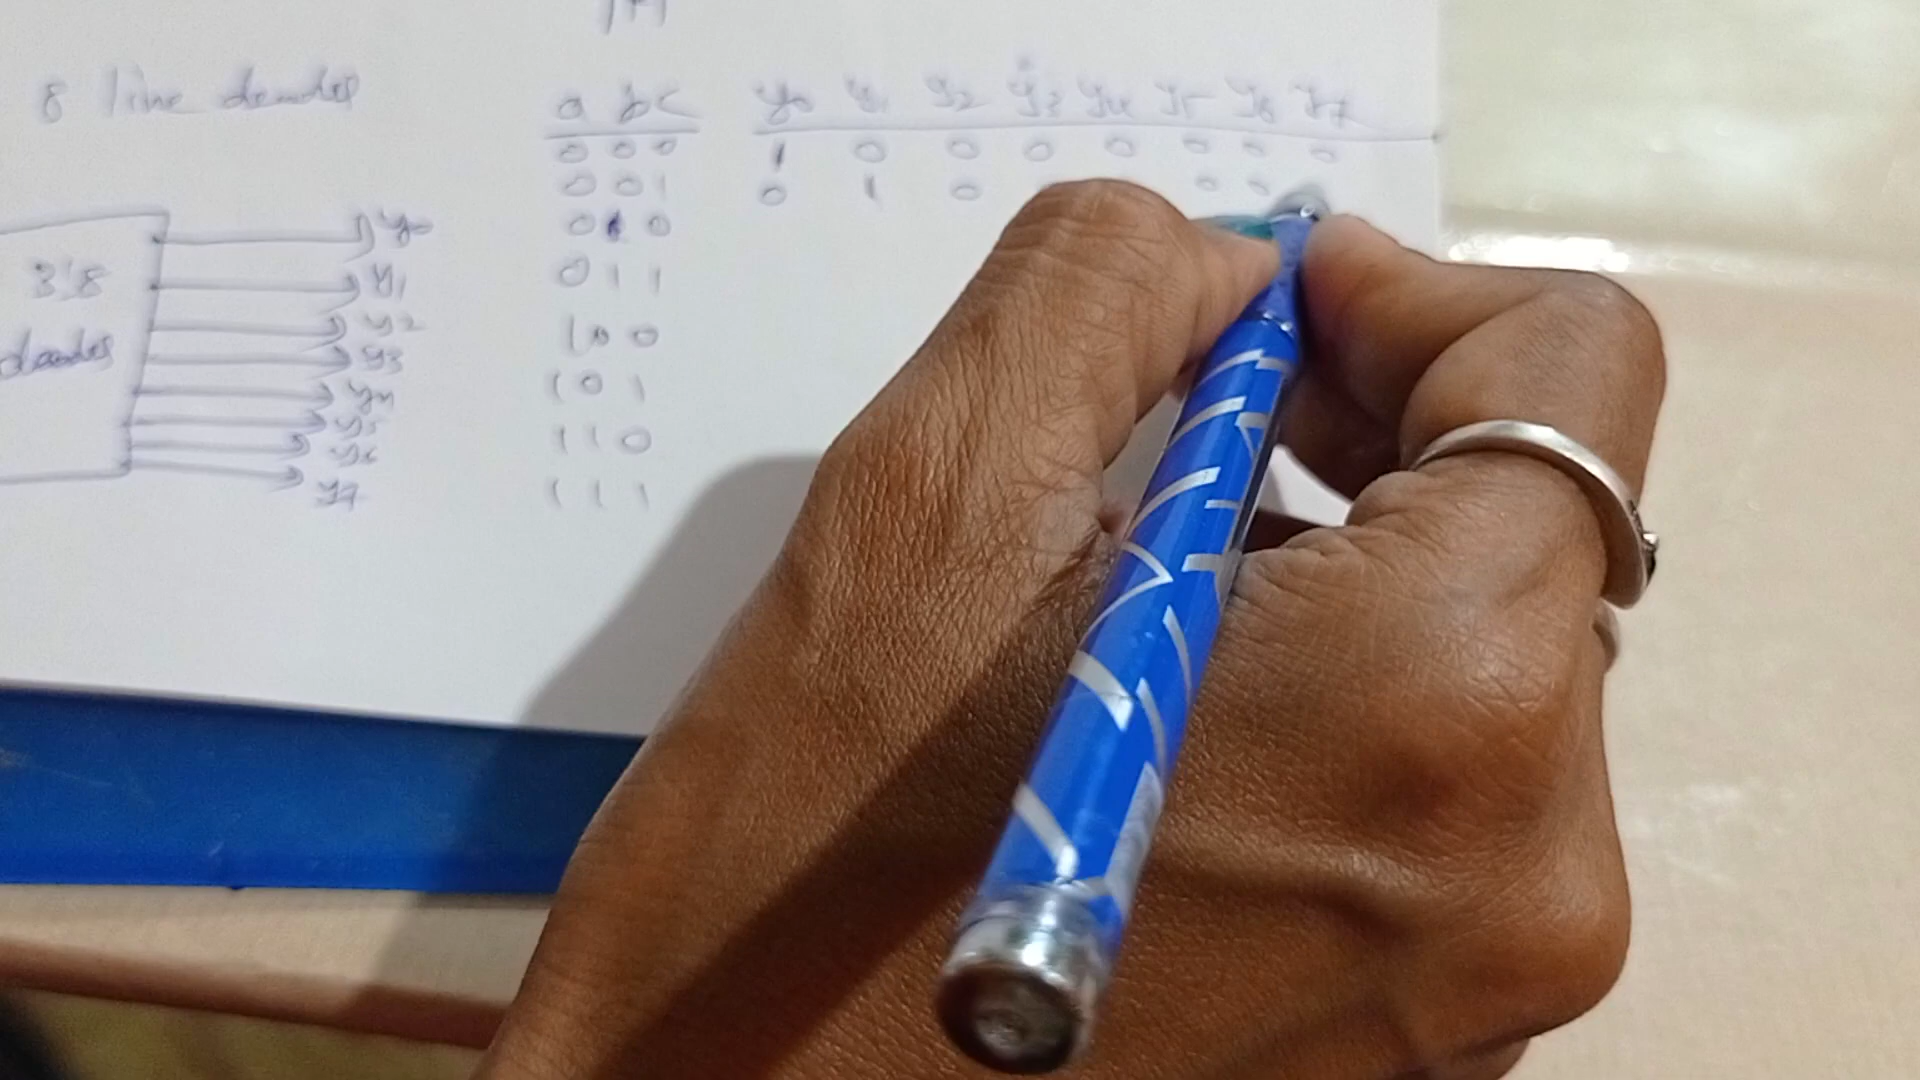 8 line decoder
a b c y0 y1 y2 y3 y4 y5 y6 y7
0 0 0 1 0 0 0 0 0 0 0
0 0 1 0 1 0 0 0
0 1 0
0 1 1
1 0 0
1 0 1
1 1 0
1 1 1
3:8
decoder
y0
y1
y2
y3
y4
y5
y6
y7